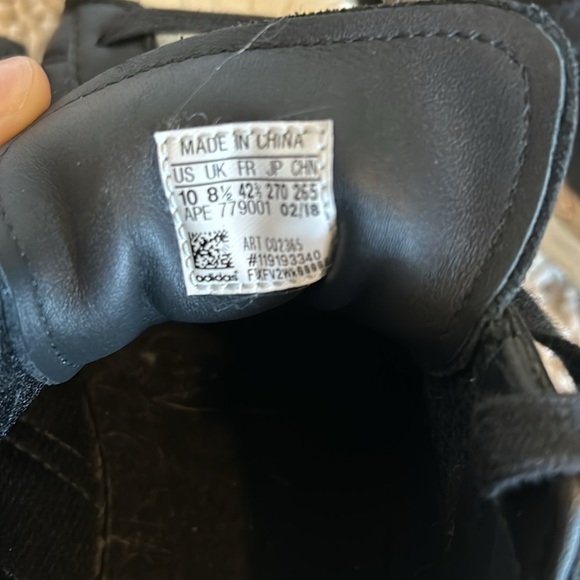 MADE IN CHINA
US UK FR JP CHN
10 8½ 42⅔ 270 265
APE 779001 02/18
ART CQ2365
#119193340
adidas